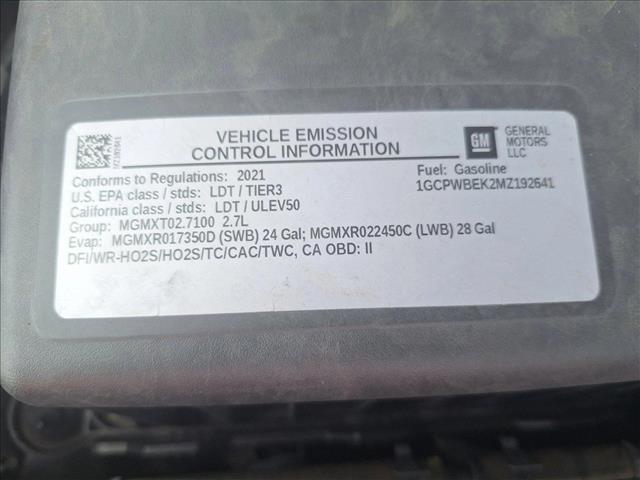 VEHICLE EMISSION
CONTROL INFORMATION
GM
GENERAL
MOTORS
LLC
Conforms to Regulations: 2021
Fuel: Gasoline
U.S. EPA class / stds: LDT / TIER3
1GCPWBEK2MZ192641
California class / stds: LDT / ULEV50
Group: MGMXT02.7100 2.7L
Evap: MGMXR017350D (SWB) 24 Gal; MGMXR022450C (LWB) 28 Gal
DFI/WR-HO2S/HO2S/TC/CAC/TWC, CA OBD: II